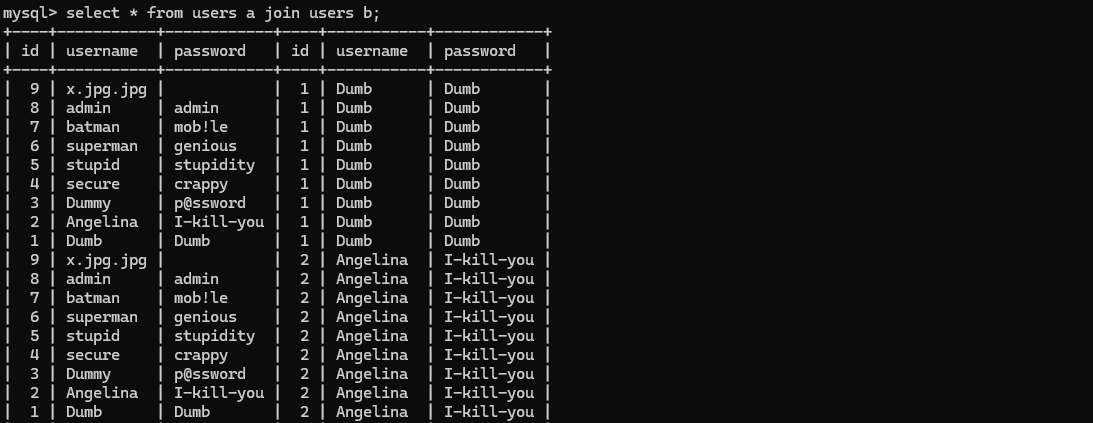 mysql> select * from users a join users b;
+----+-----------+------------+----+-----------+------------+
| id | username  | password   | id | username  | password   |
+----+-----------+------------+----+-----------+------------+
|  9 | x.jpg.jpg |            |  1 | Dumb      | Dumb       |
|  8 | admin     | admin      |  1 | Dumb      | Dumb       |
|  7 | batman    | mob!le     |  1 | Dumb      | Dumb       |
|  6 | superman  | genious    |  1 | Dumb      | Dumb       |
|  5 | stupid    | stupidity  |  1 | Dumb      | Dumb       |
|  4 | secure    | crappy     |  1 | Dumb      | Dumb       |
|  3 | Dummy     | p@ssword   |  1 | Dumb      | Dumb       |
|  2 | Angelina  | I-kill-you |  1 | Dumb      | Dumb       |
|  1 | Dumb      | Dumb       |  1 | Dumb      | Dumb       |
|  9 | x.jpg.jpg |            |  2 | Angelina  | I-kill-you |
|  8 | admin     | admin      |  2 | Angelina  | I-kill-you |
|  7 | batman    | mob!le     |  2 | Angelina  | I-kill-you |
|  6 | superman  | genious    |  2 | Angelina  | I-kill-you |
|  5 | stupid    | stupidity  |  2 | Angelina  | I-kill-you |
|  4 | secure    | crappy     |  2 | Angelina  | I-kill-you |
|  3 | Dummy     | p@ssword   |  2 | Angelina  | I-kill-you |
|  2 | Angelina  | I-kill-you |  2 | Angelina  | I-kill-you |
|  1 | Dumb      | Dumb       |  2 | Angelina  | I-kill-you |